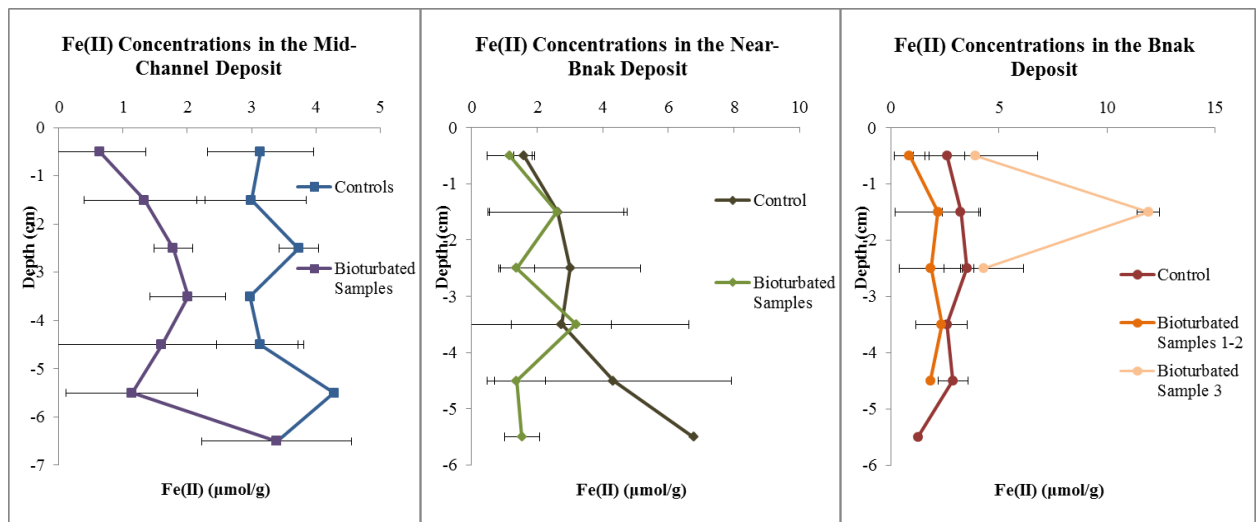 Fe(II) Concentrations in the Mid-
Channel Deposit
0 1 2 3 4 5
0
-1
-2
-3
-4
-5
-6
-7
Depth (cm)
Controls
Bioturbated
Samples
Fe(II) (µmol/g)
Fe(II) Concentrations in the Near-
Bnak Deposit
0 2 4 6 8 10
0
-1
-2
-3
-4
-5
-6
Depth (cm)
Control
Bioturbated
Samples
Fe(II) (µmol/g)
Fe(II) Concentrations in the Bnak
Deposit
0 5 10 15
0
-1
-2
-3
-4
-5
-6
Depth (cm)
Control
Bioturbated
Samples 1-2
Bioturbated
Sample 3
Fe(II) (µmol/g)